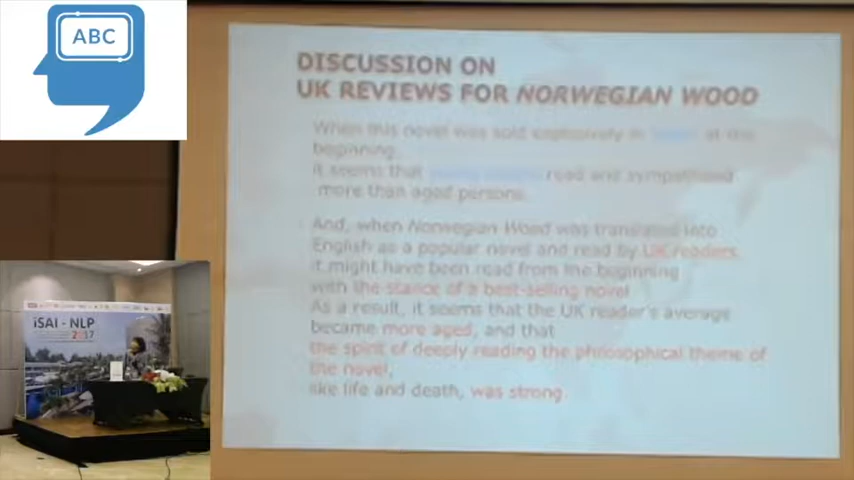 ABC
DISCUSSION ON
UK REVIEWS FOR NORWEGIAN WOOD
When this novel was sold explosively in at the
beginning,
it seems that read and sympathised
more than aged persons.
And, when Norwegian Wood was translated into
English as a popular novel and read by UK readers,
it might have been read from the beginning
with the stance of a best-selling novel
As a result, it seems that the UK reader's average
became more aged, and that
the spirit of deeply reading the philosophical theme of
the novel,
like life and death, was strong
iSAI - NLP
2017